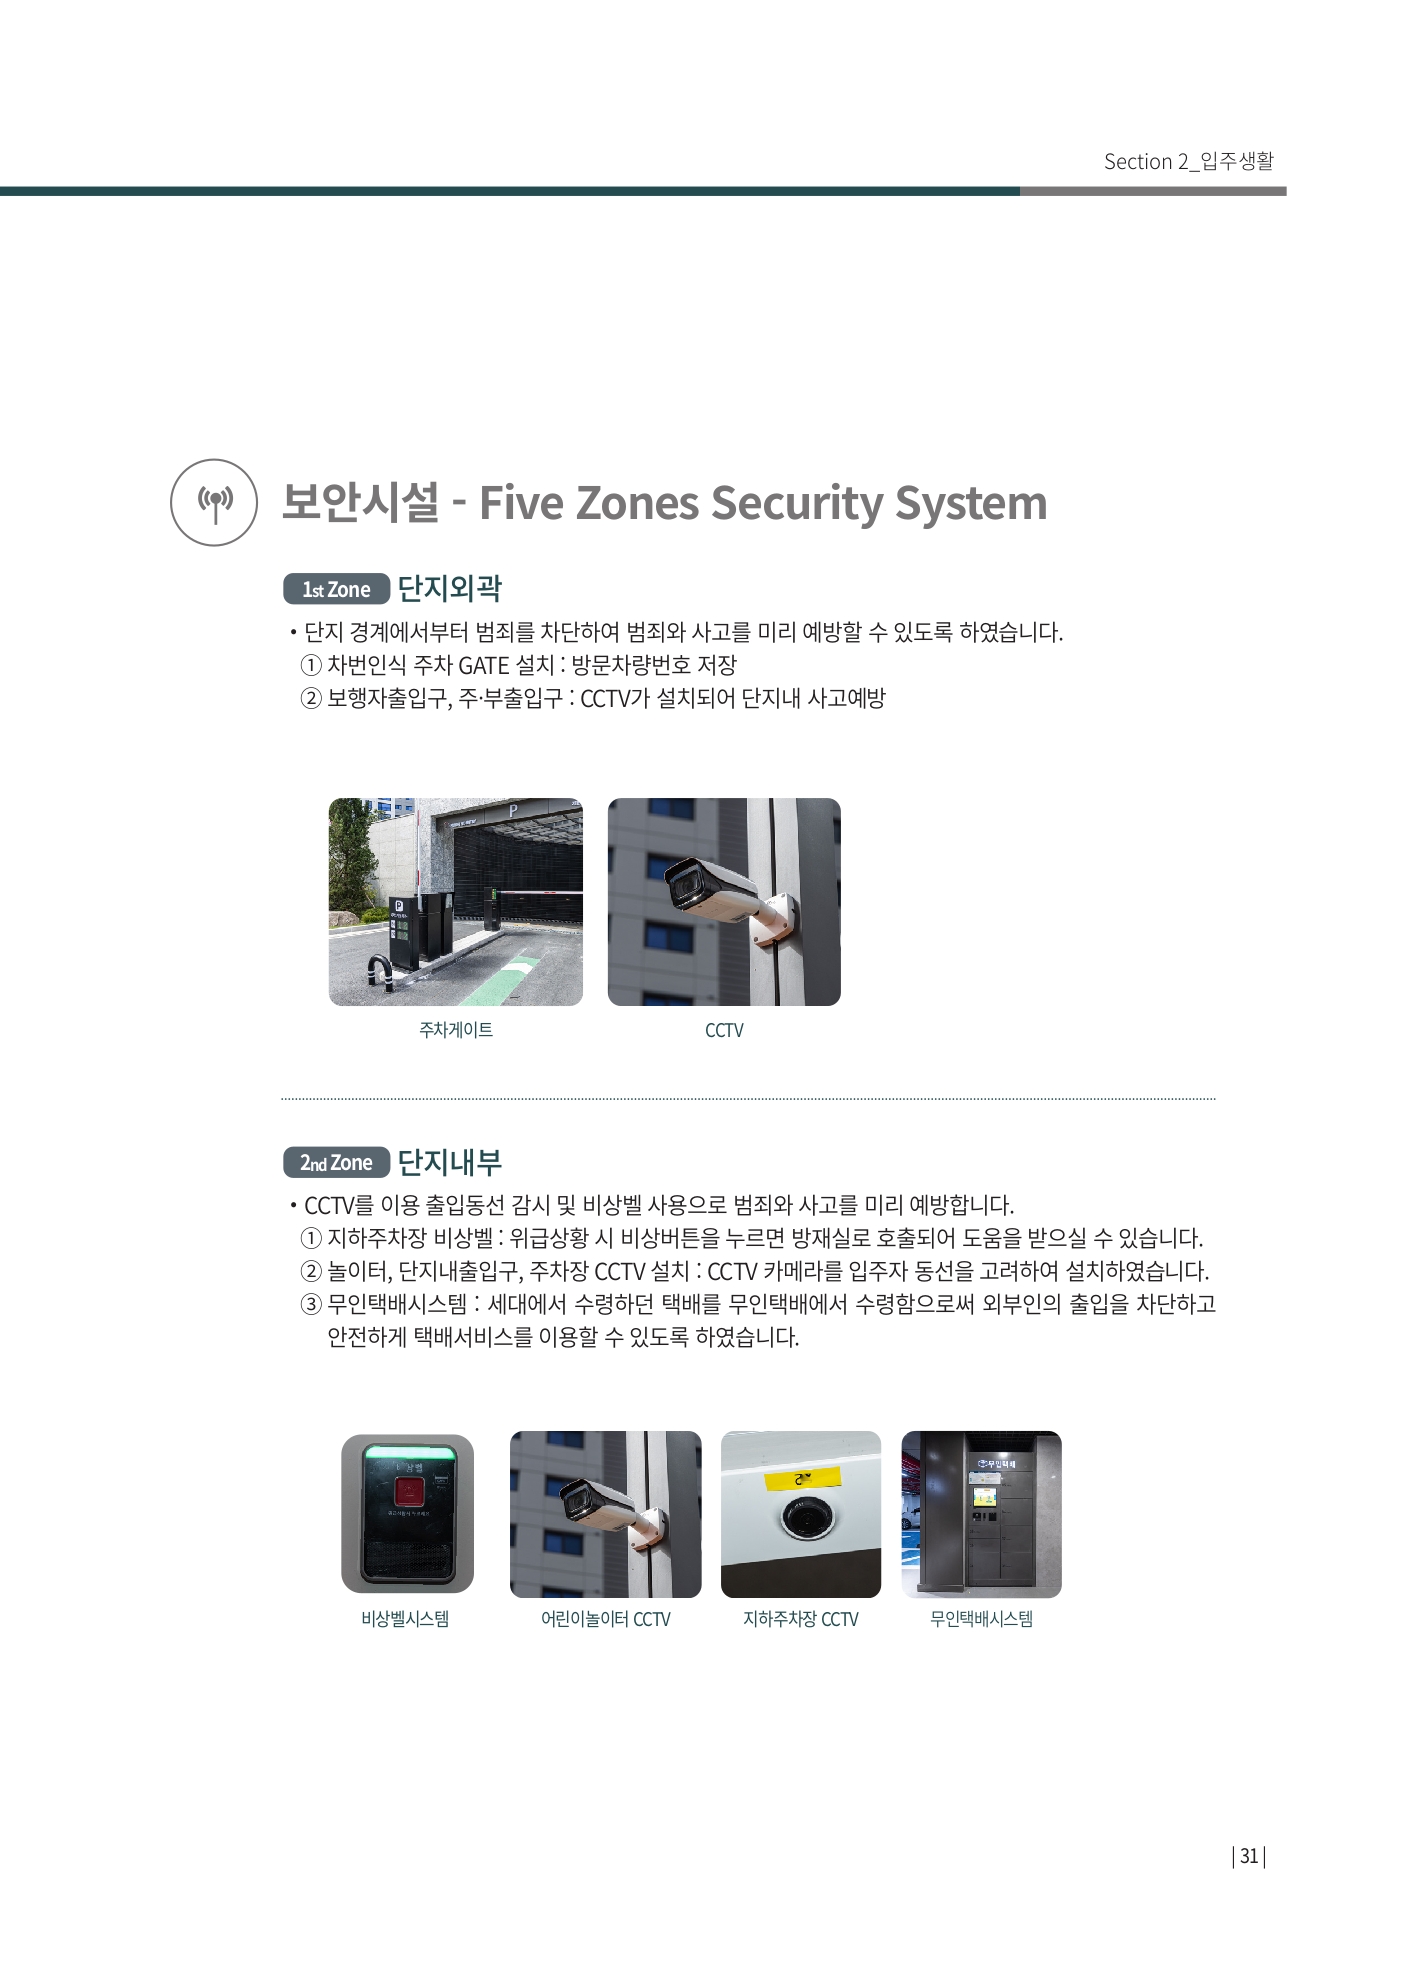 Section 2_입주생활
보안시설 - Five Zones Security System
1st Zone 단지외곽
• 단지 경계에서부터 범죄를 차단하여 범죄와 사고를 미리 예방할 수 있도록 하였습니다.
① 차번인식 주차 GATE 설치 : 방문차량번호 저장
② 보행자출입구, 주·부출입구 : CCTV가 설치되어 단지내 사고예방
P
P
주차게이트
CCTV
2nd Zone 단지내부
• CCTV를 이용 출입동선 감시 및 비상벨 사용으로 범죄와 사고를 미리 예방합니다.
① 지하주차장 비상벨 : 위급상황 시 비상버튼을 누르면 방재실로 호출되어 도움을 받으실 수 있습니다.
② 놀이터, 단지내출입구, 주차장 CCTV 설치 : CCTV 카메라를 입주자 동선을 고려하여 설치하였습니다.
③ 무인택배시스템 : 세대에서 수령하던 택배를 무인택배에서 수령함으로써 외부인의 출입을 차단하고
안전하게 택배서비스를 이용할 수 있도록 하였습니다.
무인택배
비상벨시스템
어린이놀이터 CCTV
지하주차장 CCTV
무인택배시스템
| 31 |